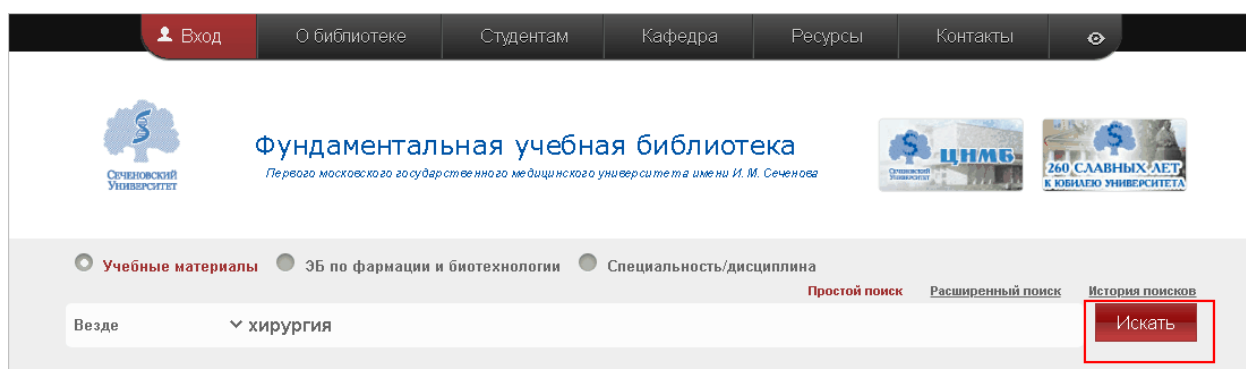 Вход О библиотеке Студентам Кафедра Ресурсы Контакты
Сеченовский
Университет
Фундаментальная учебная библиотека
Первого московского государственного медицинского университета имени И. М. Сеченова
ЦНМБ
Сеченовский
Университет
260 СЛАВНЫХ ЛЕТ
К ЮБИЛЕЮ УНИВЕРСИТЕТА
Учебные материалы ЭБ по фармации и биотехнологии Специальность/дисциплина
Простой поиск Расширенный поиск История поисков
Везде хирургия Искать